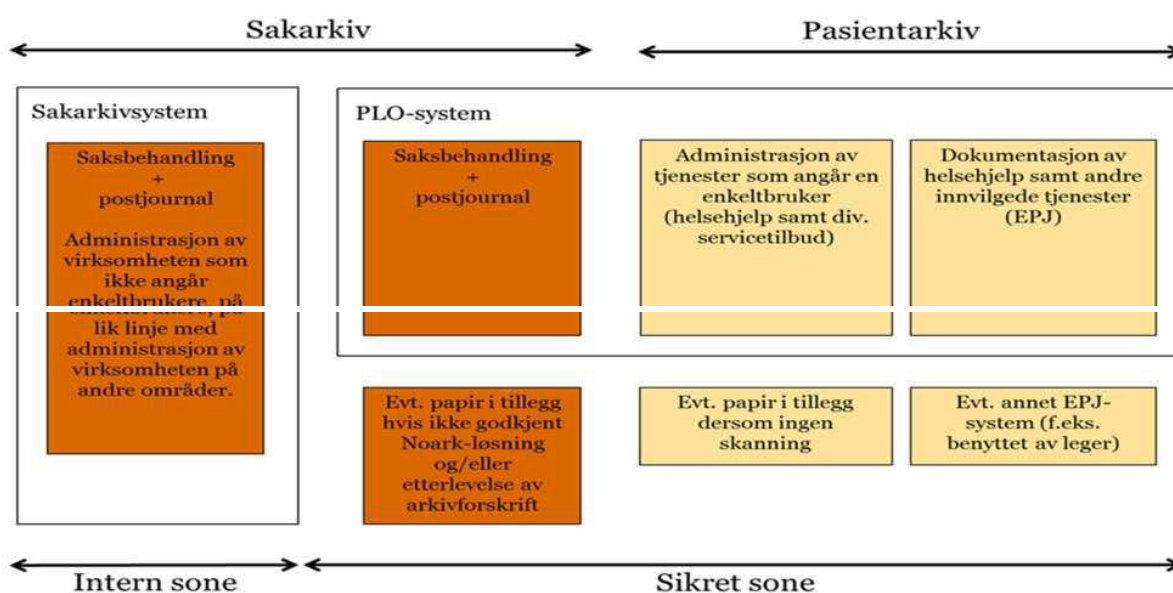 Sakarkiv
Pasientarkiv
Sakarkivsystem
Saksbehandling
+
postjournal
Administrasjon av
virksomheten som
ikke angår
enkeltbrukere, på
lik linje med
administrasjon av
virksomheten på
andre områder.
PLO-system
Saksbehandling
+
postjournal
Administrasjon av
tjenester som angår en
enkeltbruker
(helsehjelp samt div.
servicetilbud)
Dokumentasjon av
helsehjelp samt andre
innvilgede tjenester
(EPJ)
Evt. papir i tillegg
hvis ikke godkjent
Noark-løsning
og/eller
etterlevelse av
arkivforskrift
Evt. papir i tillegg
dersom ingen
skanning
Evt. annet EPJ-
system (f.eks.
benyttet av leger)
Intern sone
Sikret sone